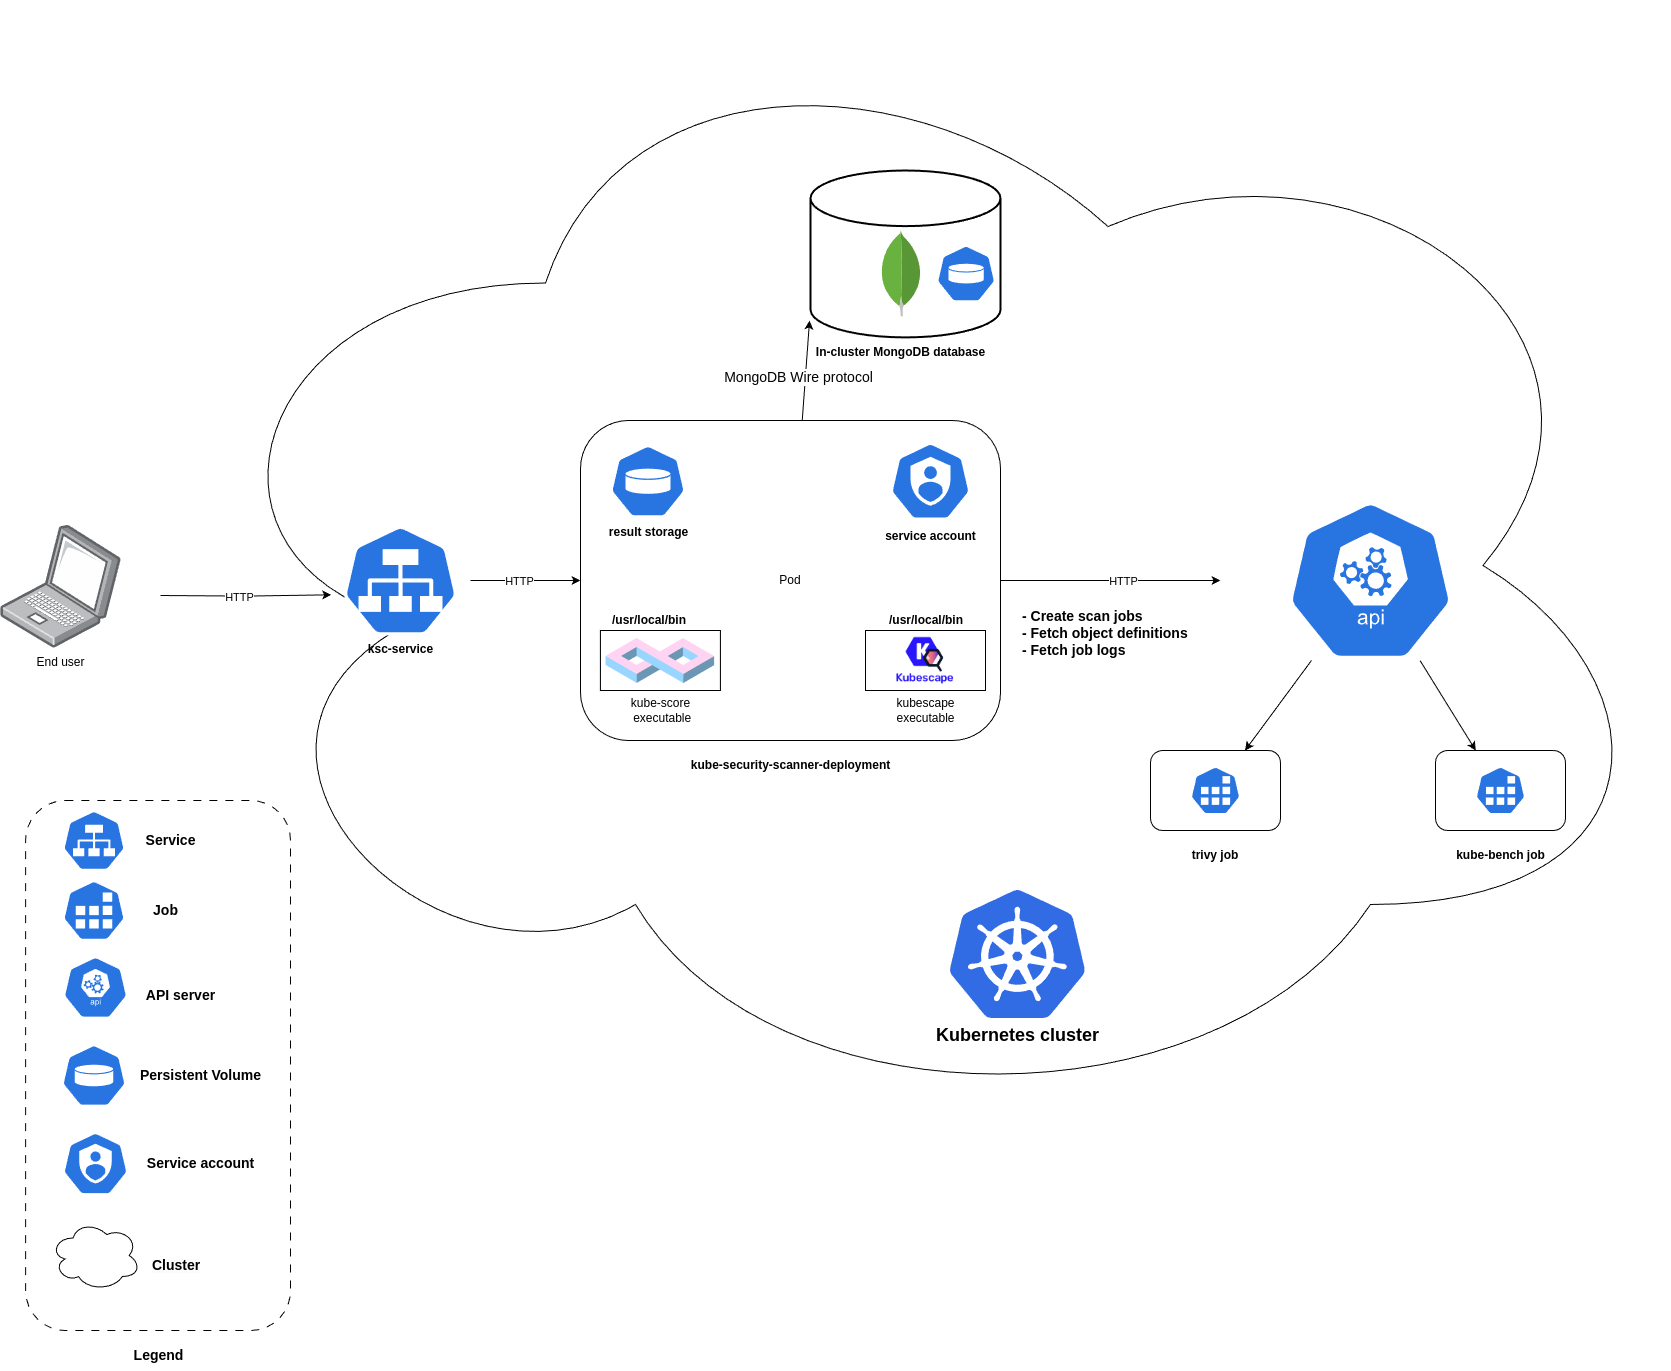 In-cluster MongoDB database
MongoDB Wire protocol
result storage
service account
End user
HTTP
ksc-service
HTTP
Pod
/usr/local/bin
kube-score
executable
/usr/local/bin
Kubescape
kubescape
executable
kube-security-scanner-deployment
HTTP
- Create scan jobs
- Fetch object definitions
- Fetch job logs
api
trivy job
kube-bench job
Kubernetes cluster
Service
Job
api
API server
Persistent Volume
Service account
Cluster
Legend